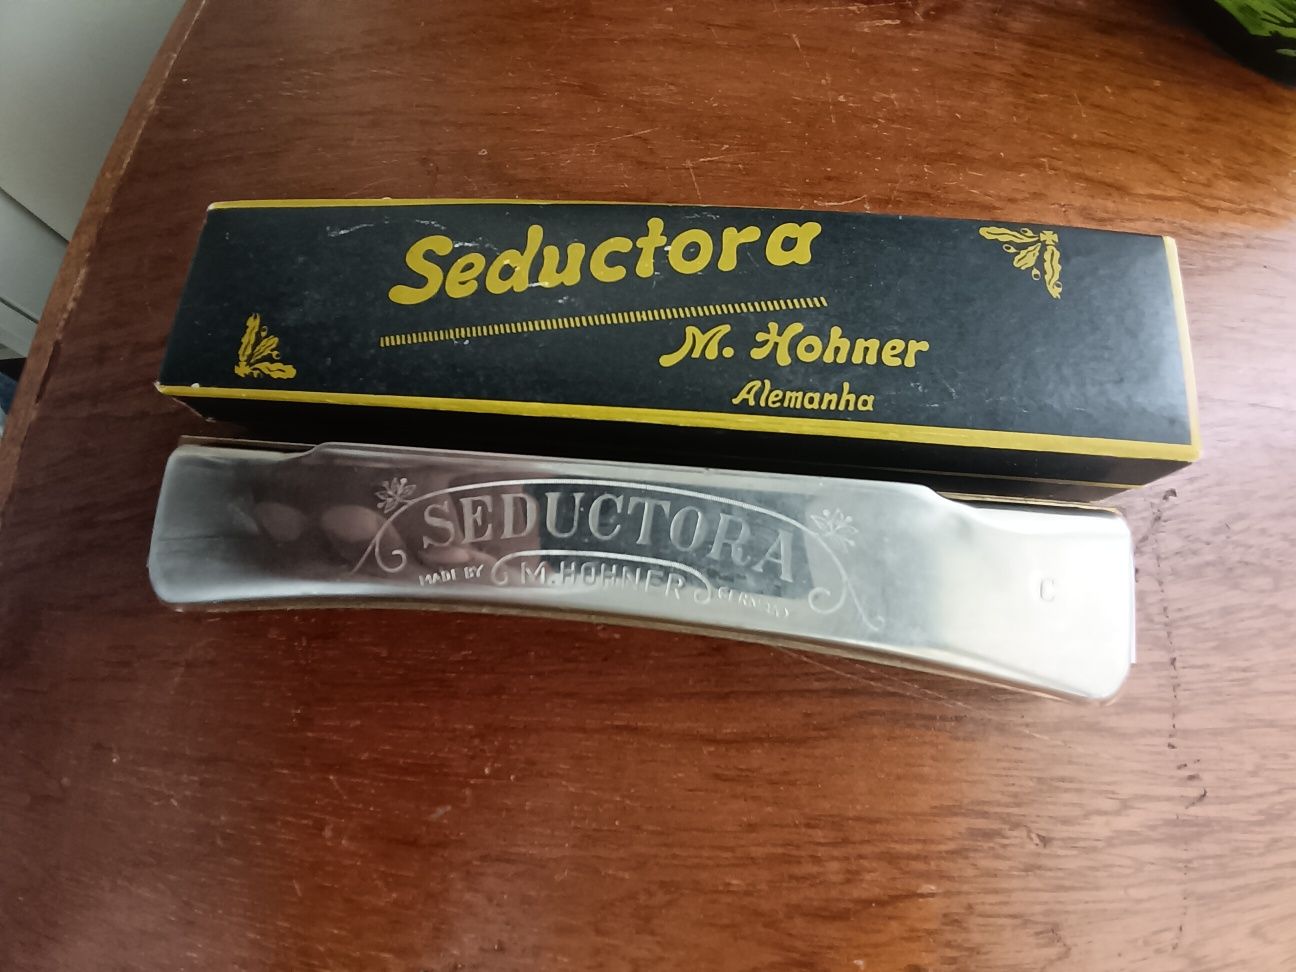 Seductora
M. Hohner
Alemanha
SEDUCTORA
MADE BY M. HOHNER GERMANY
C